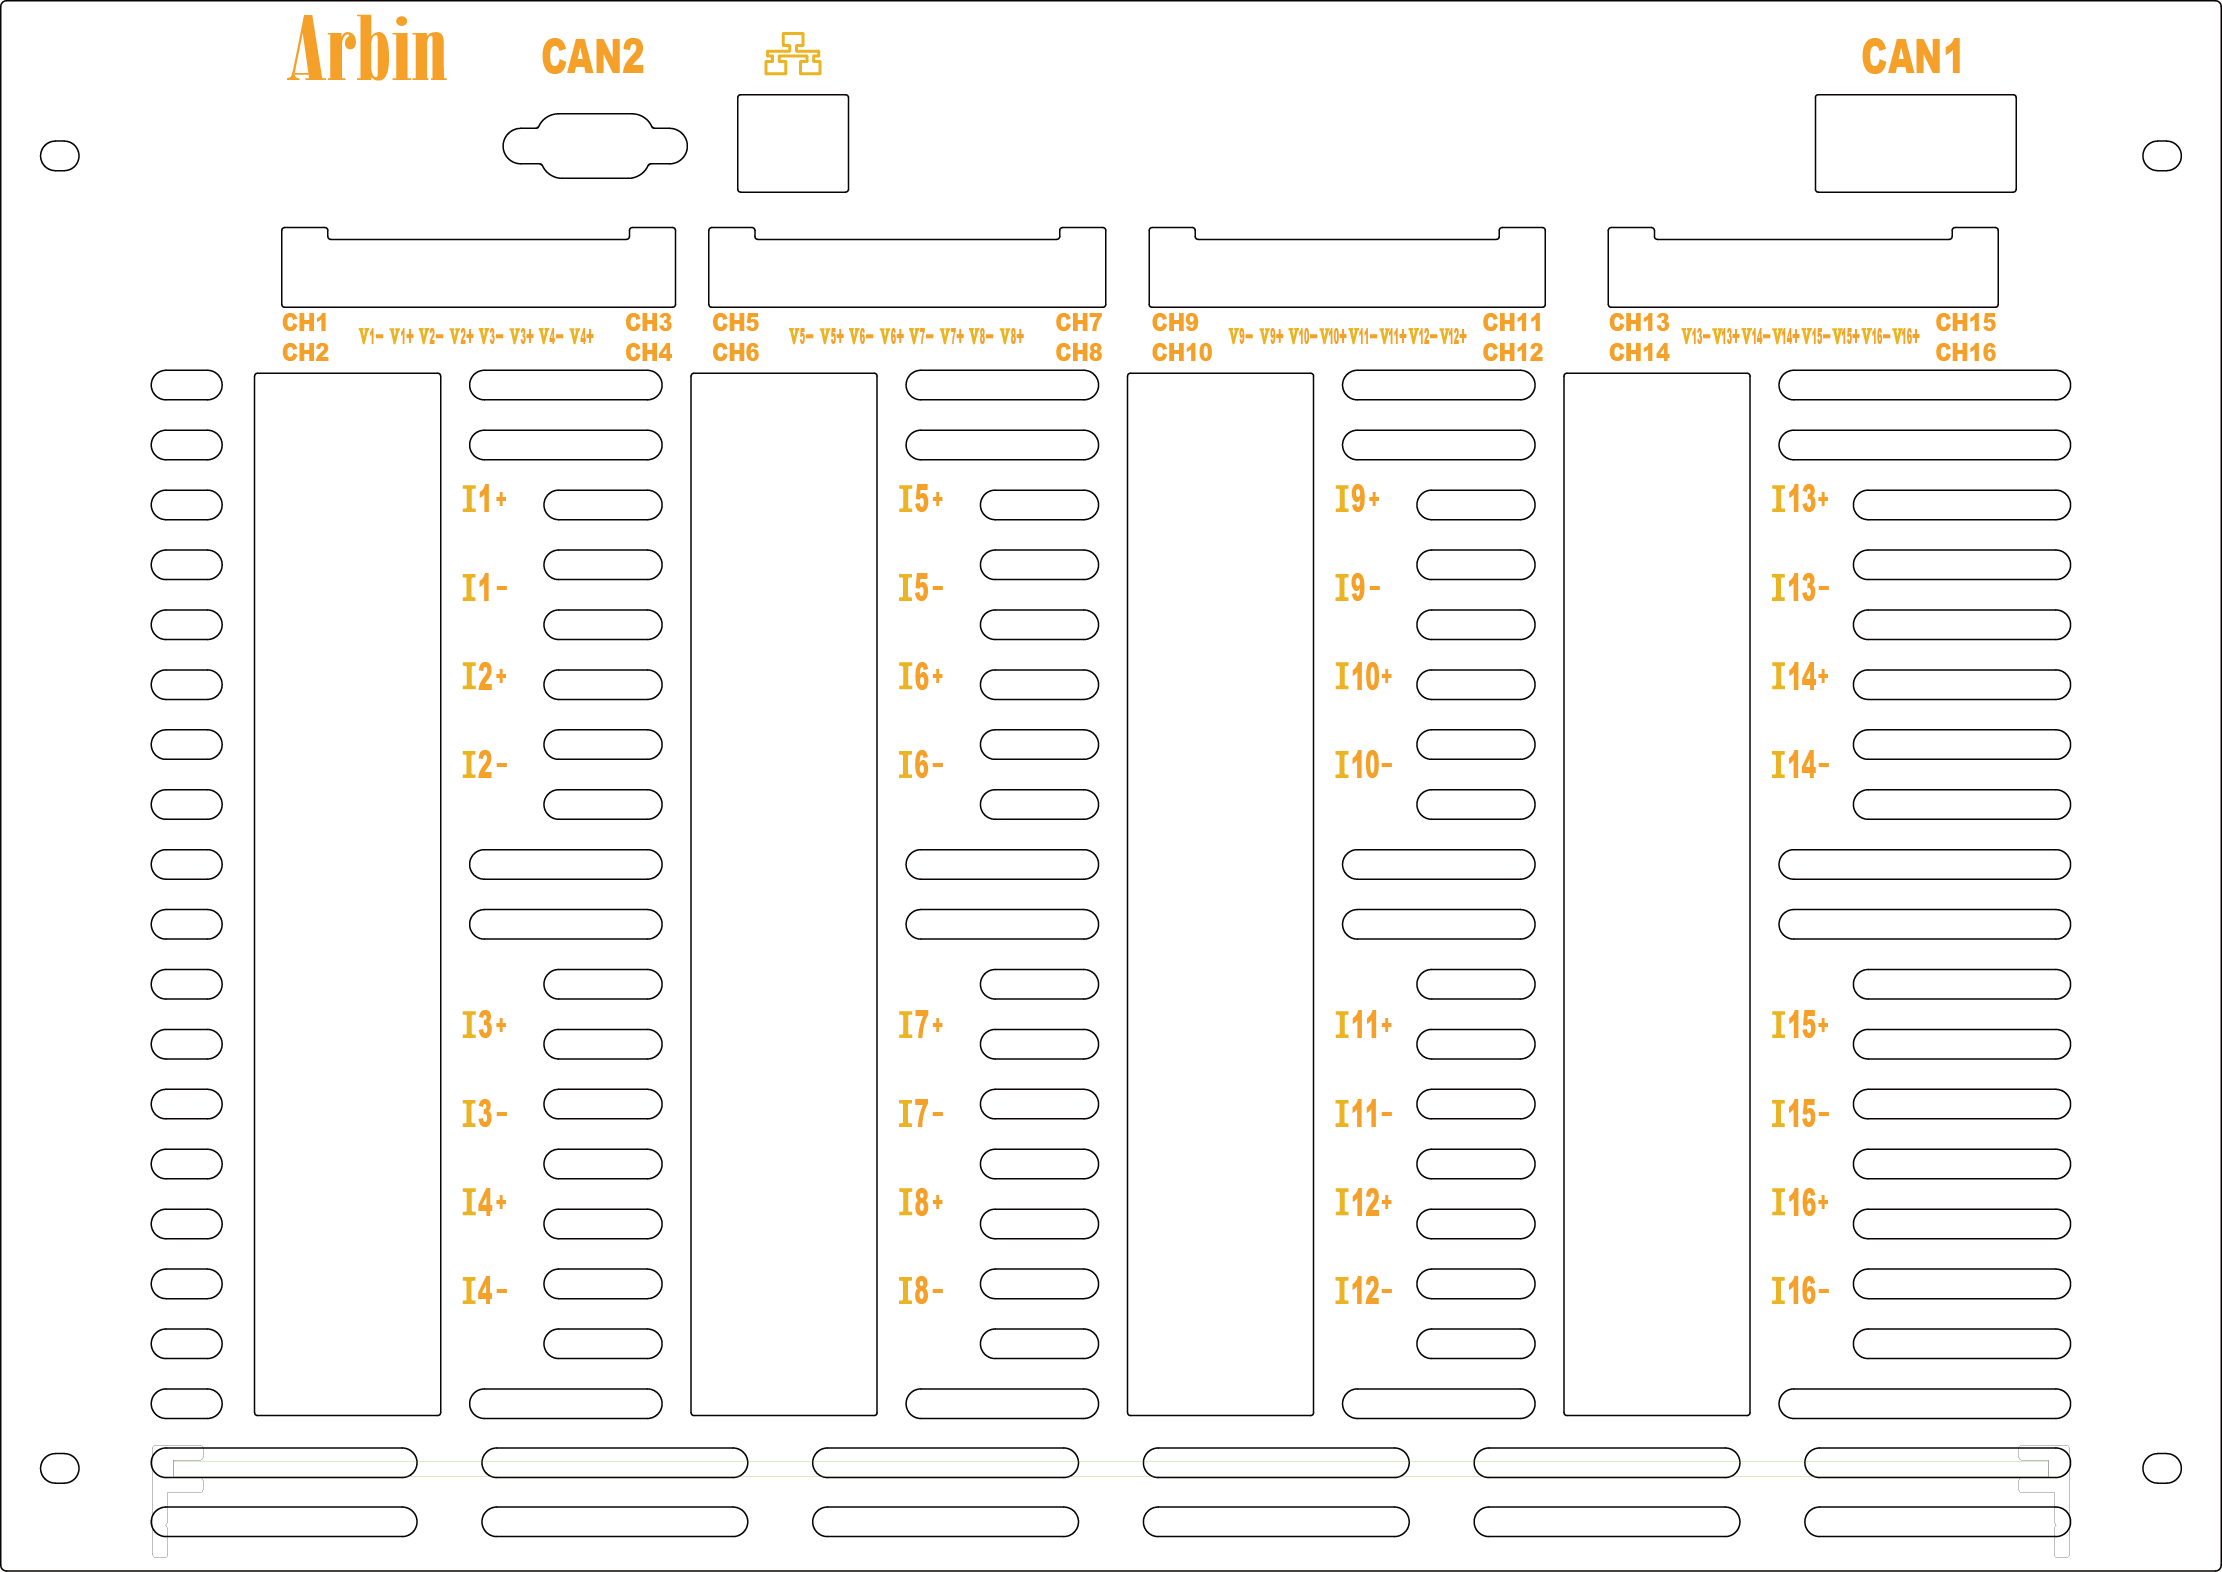 Arbin CAN2 CAN1
CH1 CH3 CH5 CH7 CH9 CH11 CH13 CH15
V1- V1+ V2- V2+ V3- V3+ V4- V4+ V5- V5+ V6- V6+ V7- V7+ V8- V8+ V9- V9+ V10- V10+ V11- V11+ V12- V12+ V13- V13+ V14- V14+ V15- V15+ V16- V16+
CH2 CH4 CH6 CH8 CH10 CH12 CH14 CH16
I1+ I5+ I9+ I13+
I1- I5- I9- I13-
I2+ I6+ I10+ I14+
I2- I6- I10- I14-
I3+ I7+ I11+ I15+
I3- I7- I11- I15-
I4+ I8+ I12+ I16+
I4- I8- I12- I16-